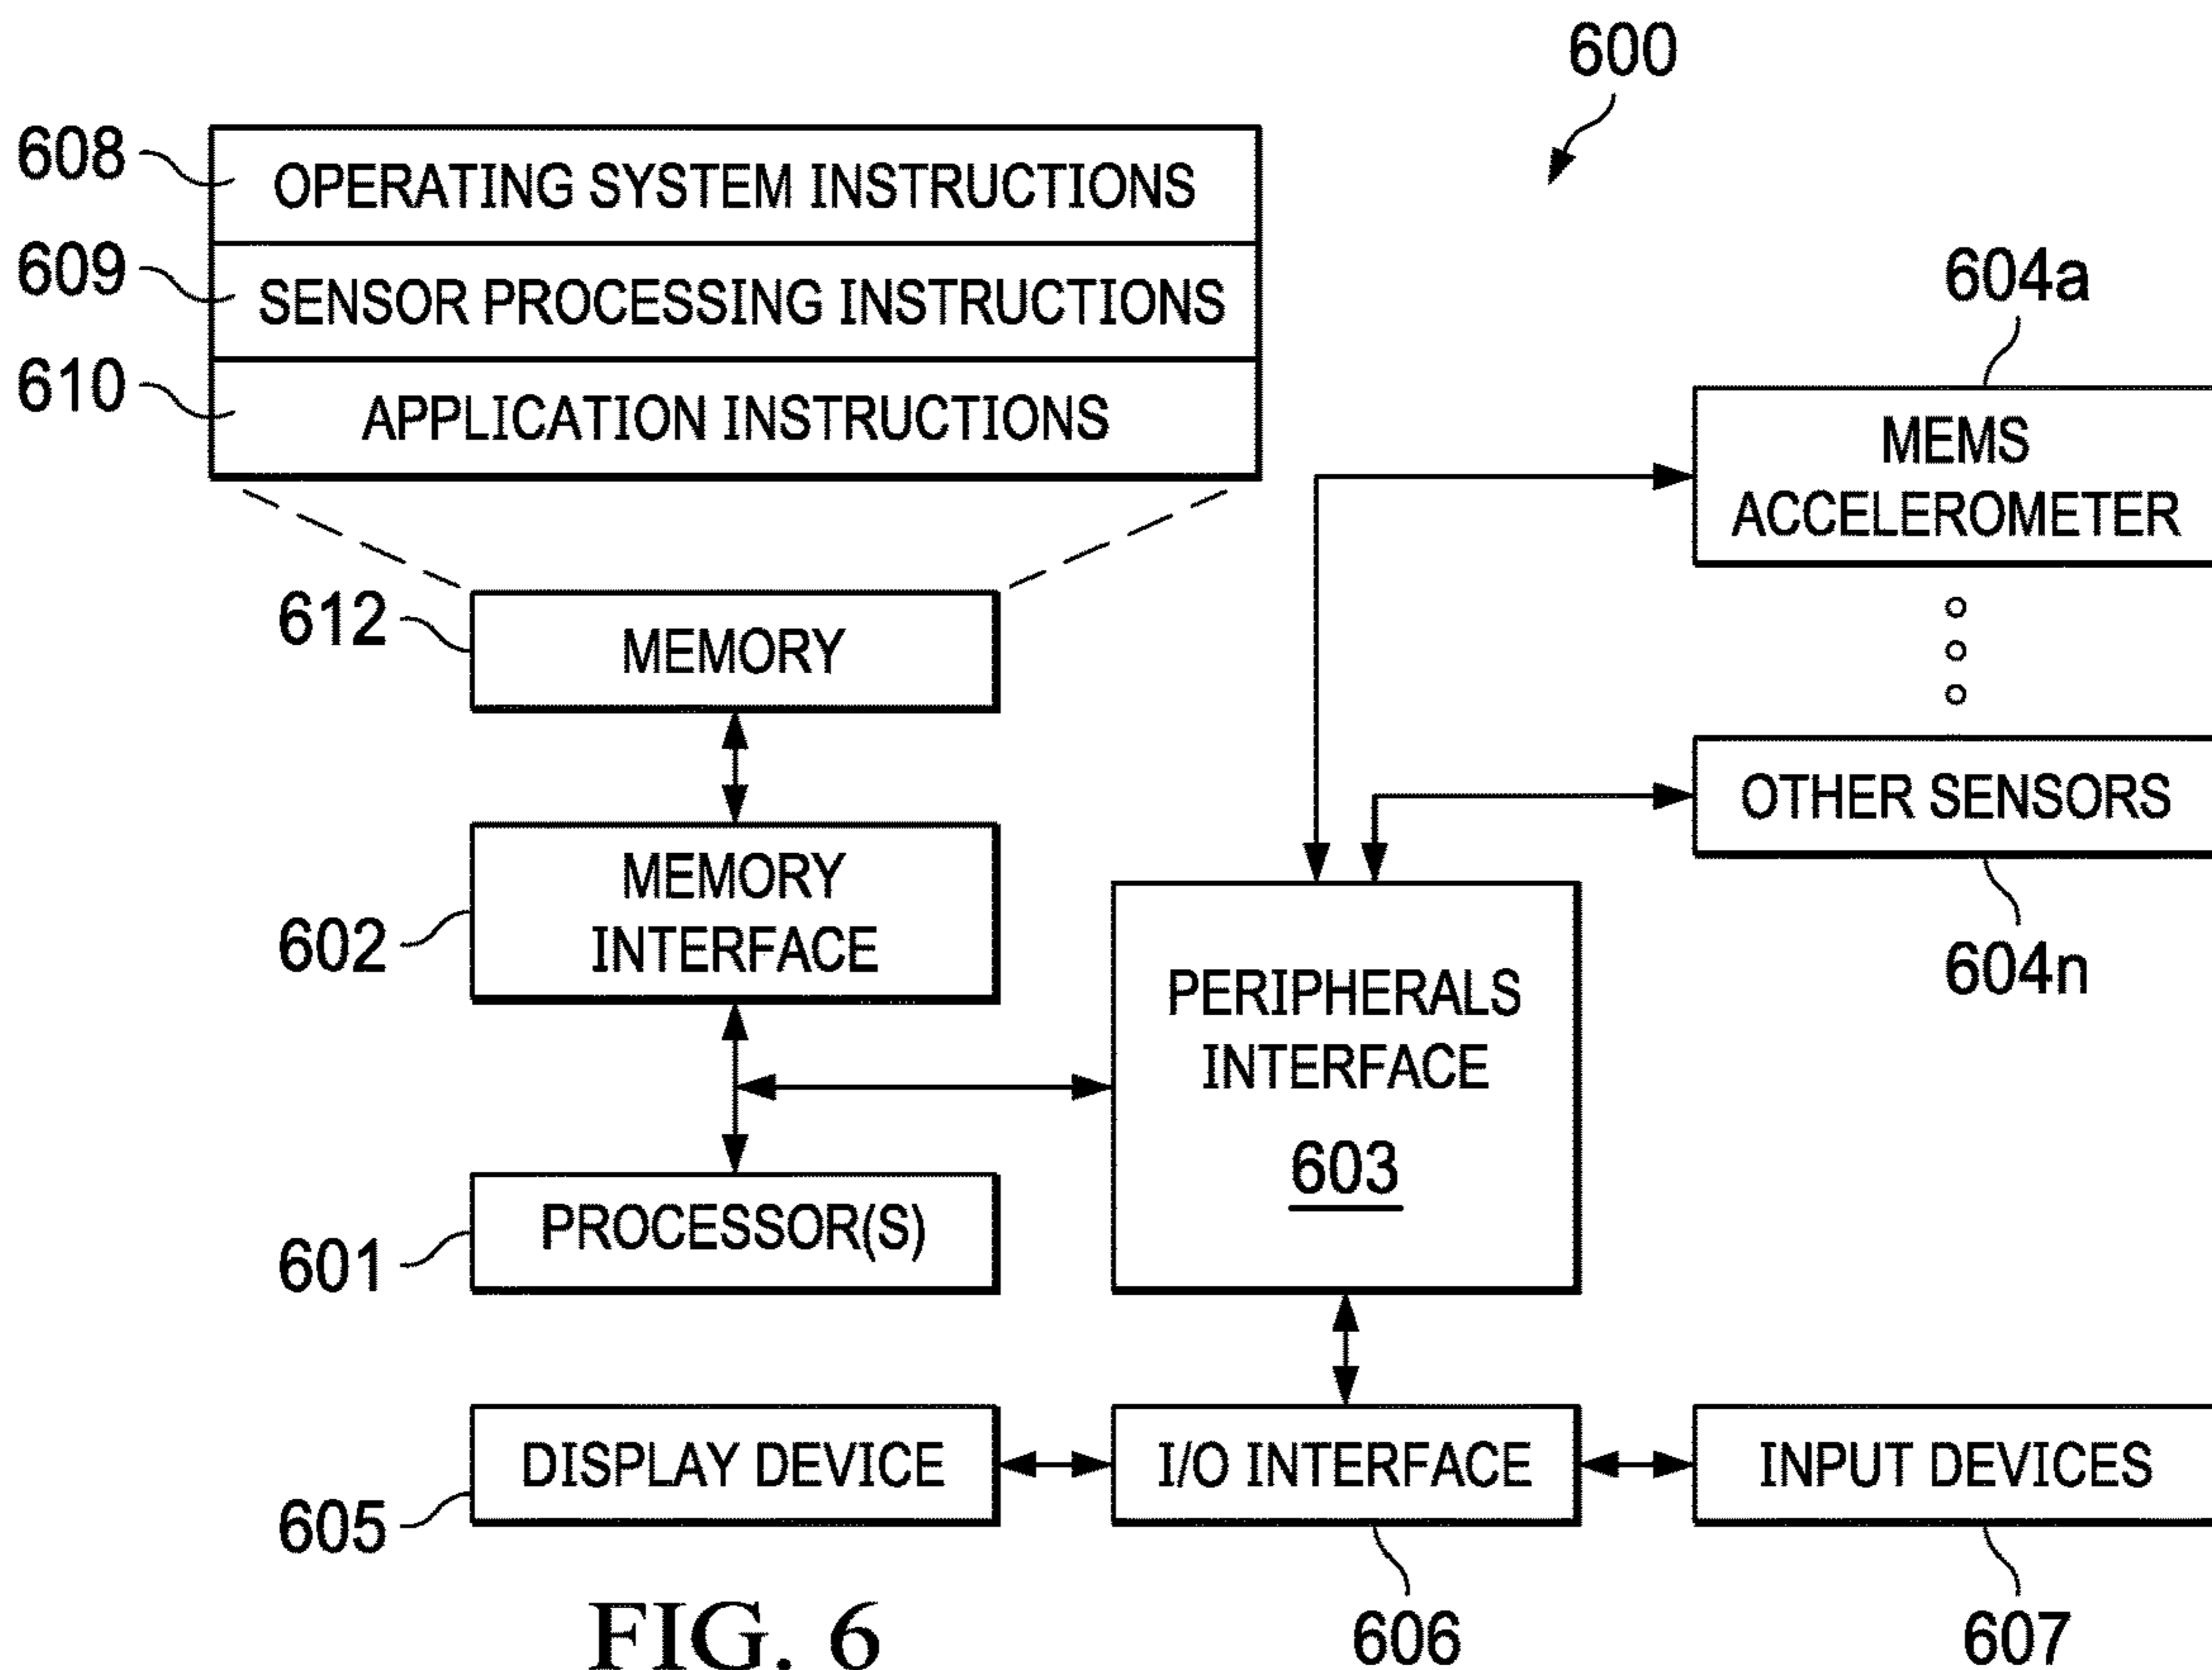 600
608
OPERATING SYSTEM INSTRUCTIONS
609
SENSOR PROCESSING INSTRUCTIONS
610
APPLICATION INSTRUCTIONS
604a
MEMS
ACCELEROMETER
612
MEMORY
OTHER SENSORS
604n
602
MEMORY
INTERFACE
PERIPHERALS
INTERFACE
603
601
PROCESSOR(S)
605
DISPLAY DEVICE
I/O INTERFACE
606
INPUT DEVICES
607
FIG. 6